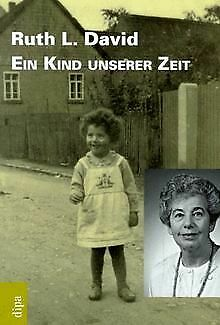 Ruth L. David
Ein Kind unserer Zeit
dipa